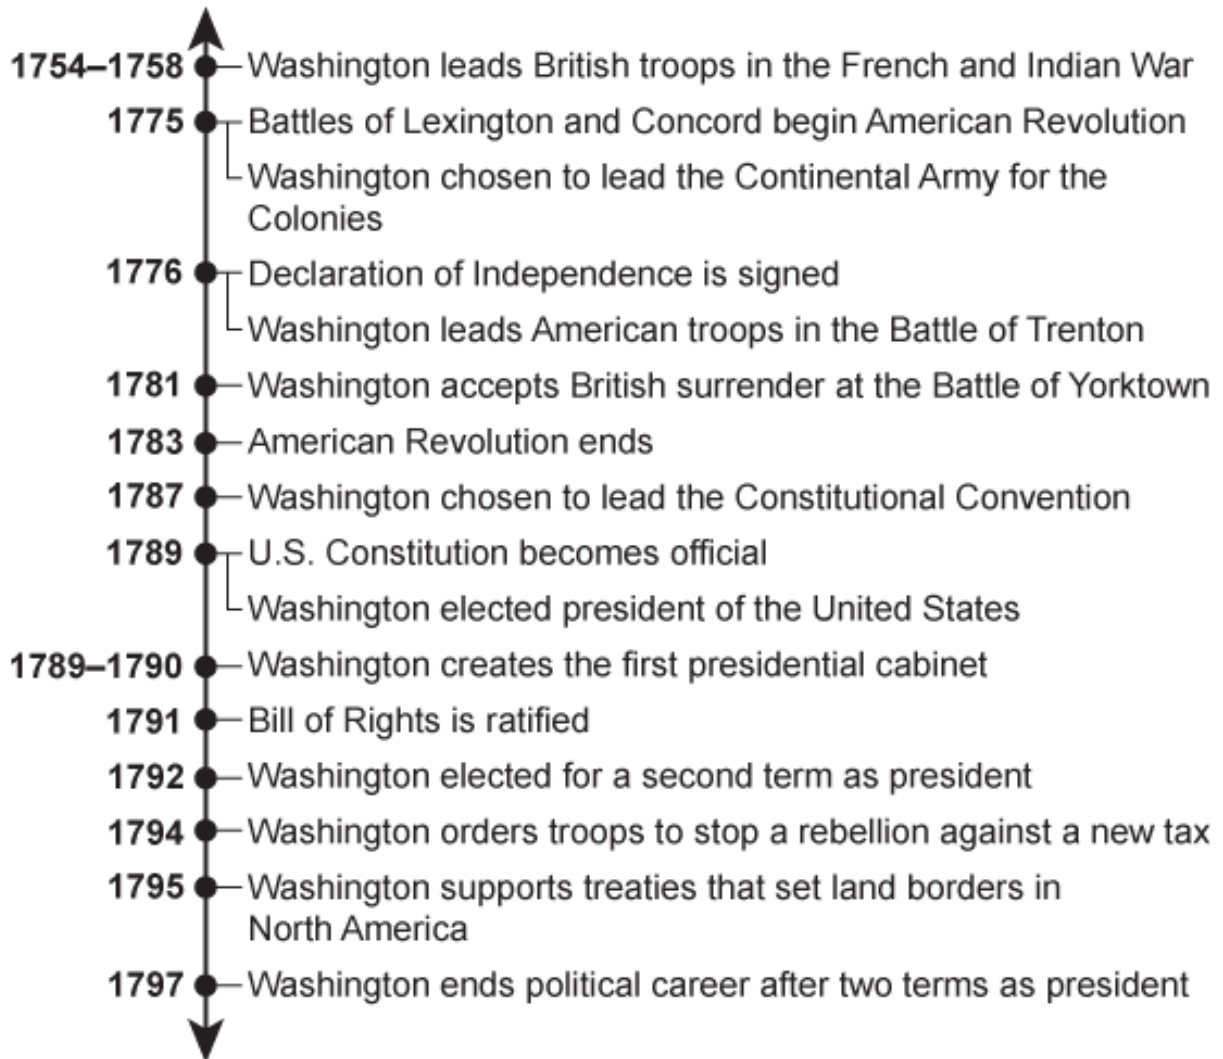 1754–1758 Washington leads British troops in the French and Indian War
1775 Battles of Lexington and Concord begin American Revolution
Washington chosen to lead the Continental Army for the
Colonies
1776 Declaration of Independence is signed
Washington leads American troops in the Battle of Trenton
1781 Washington accepts British surrender at the Battle of Yorktown
1783 American Revolution ends
1787 Washington chosen to lead the Constitutional Convention
1789 U.S. Constitution becomes official
Washington elected president of the United States
1789–1790 Washington creates the first presidential cabinet
1791 Bill of Rights is ratified
1792 Washington elected for a second term as president
1794 Washington orders troops to stop a rebellion against a new tax
1795 Washington supports treaties that set land borders in
North America
1797 Washington ends political career after two terms as president